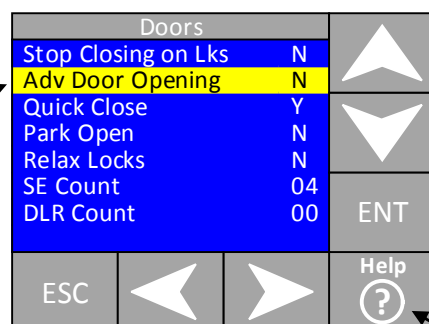 Doors
Stop Closing on Lks N
Adv Door Opening N
Quick Close Y
Park Open N
Relax Locks N
SE Count 04
DLR Count 00
ENT
ESC
Help
?